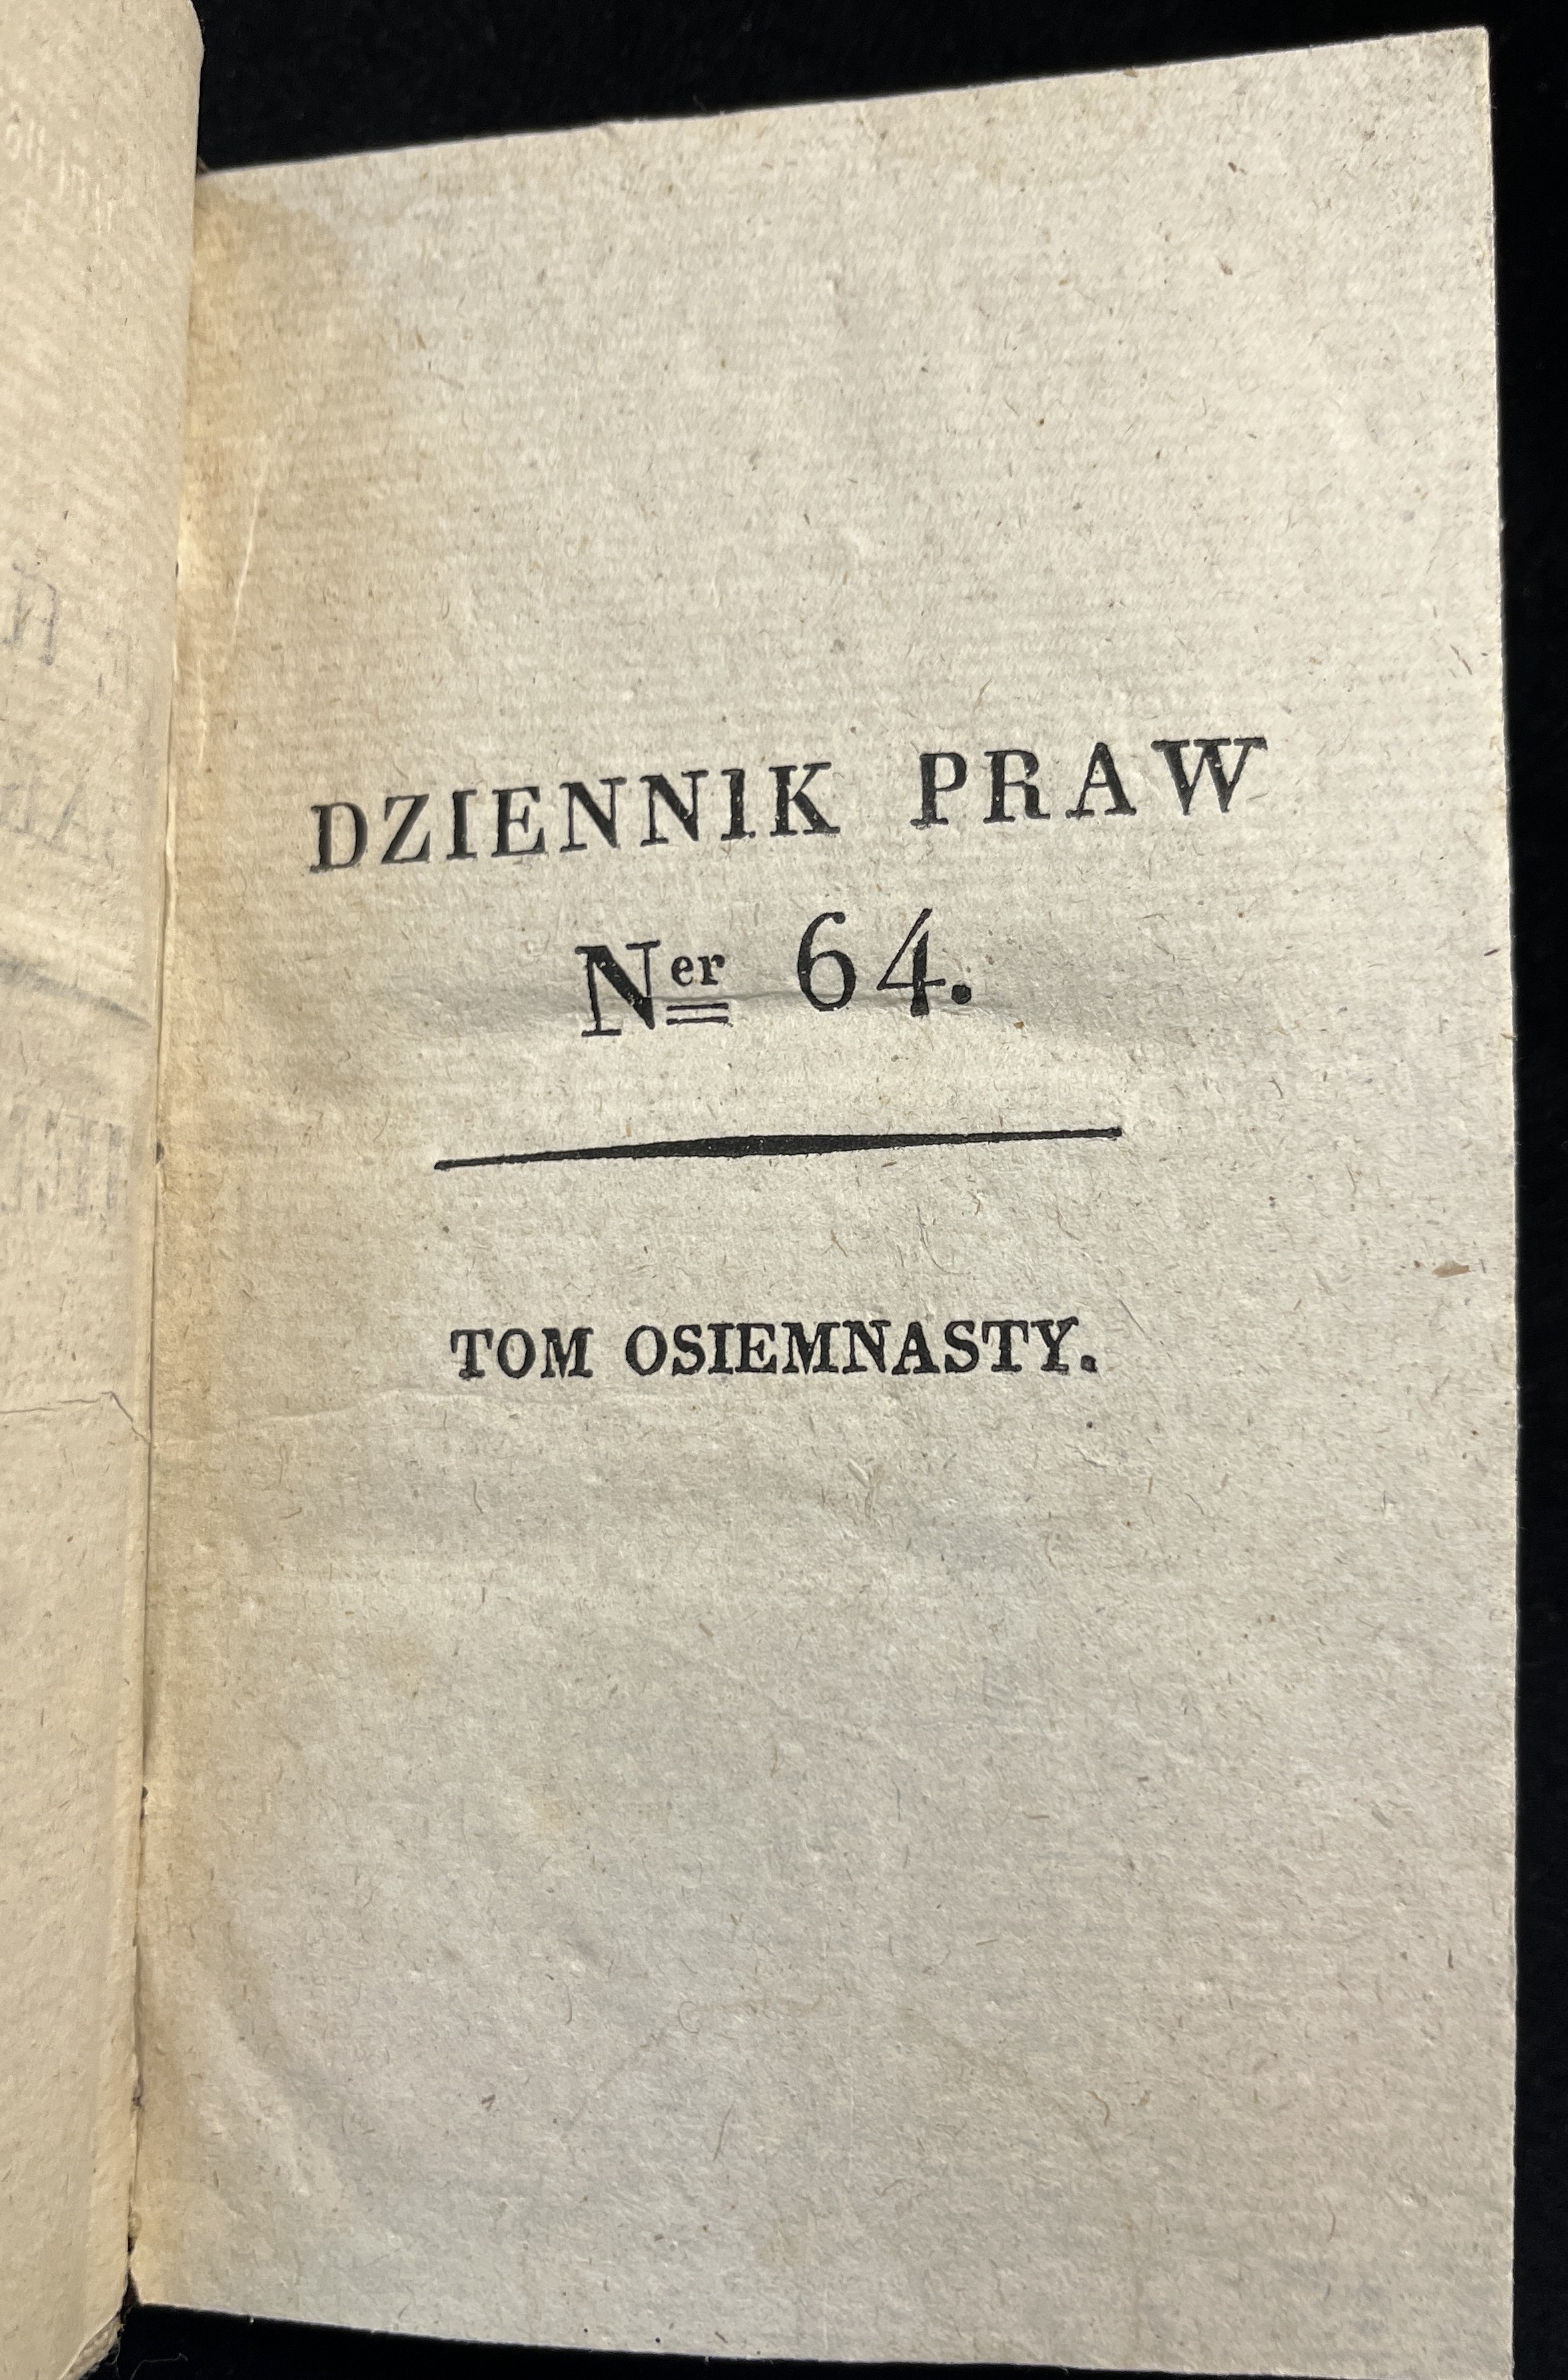 DZIENNIK PRAW
Ner 64.
TOM OSIEMNASTY.